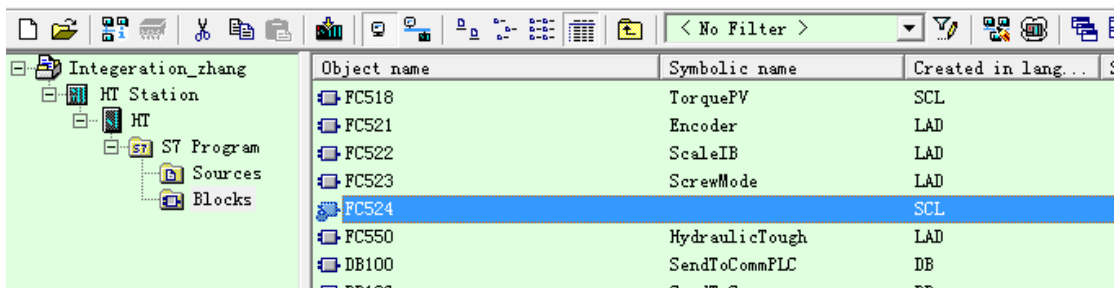 < No Filter >
Integeration_zhang
HT Station
HT
S7 Program
Sources
Blocks
Object name Symbolic name Created in lang...
FC518 TorquePV SCL
FC521 Encoder LAD
FC522 ScaleIB LAD
FC523 ScrewMode LAD
FC524 SCL
FC550 HydraulicTough LAD
DB100 SendToCommPLC DB